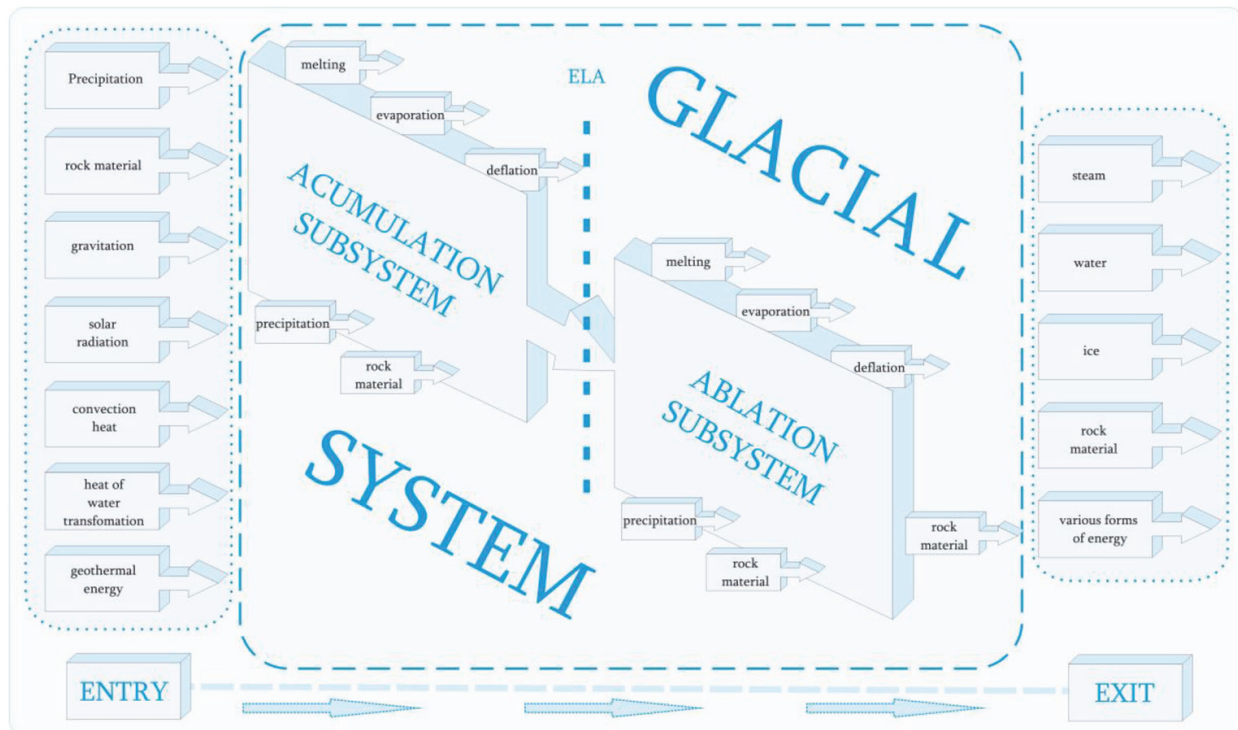 Precipitation
rock material
gravitation
solar
radiation
convection
heat
heat of
water
transfomation
geothermal
energy
ENTRY
melting
evaporation
deflation
ACUMULATION
SUBSYSTEM
precipitation
rock
material
ELA
GLACIAL
SYSTEM
melting
evaporation
deflation
ABLATION
SUBSYSTEM
precipitation
rock
material
rock
material
steam
water
ice
rock
material
various forms
of energy
EXIT